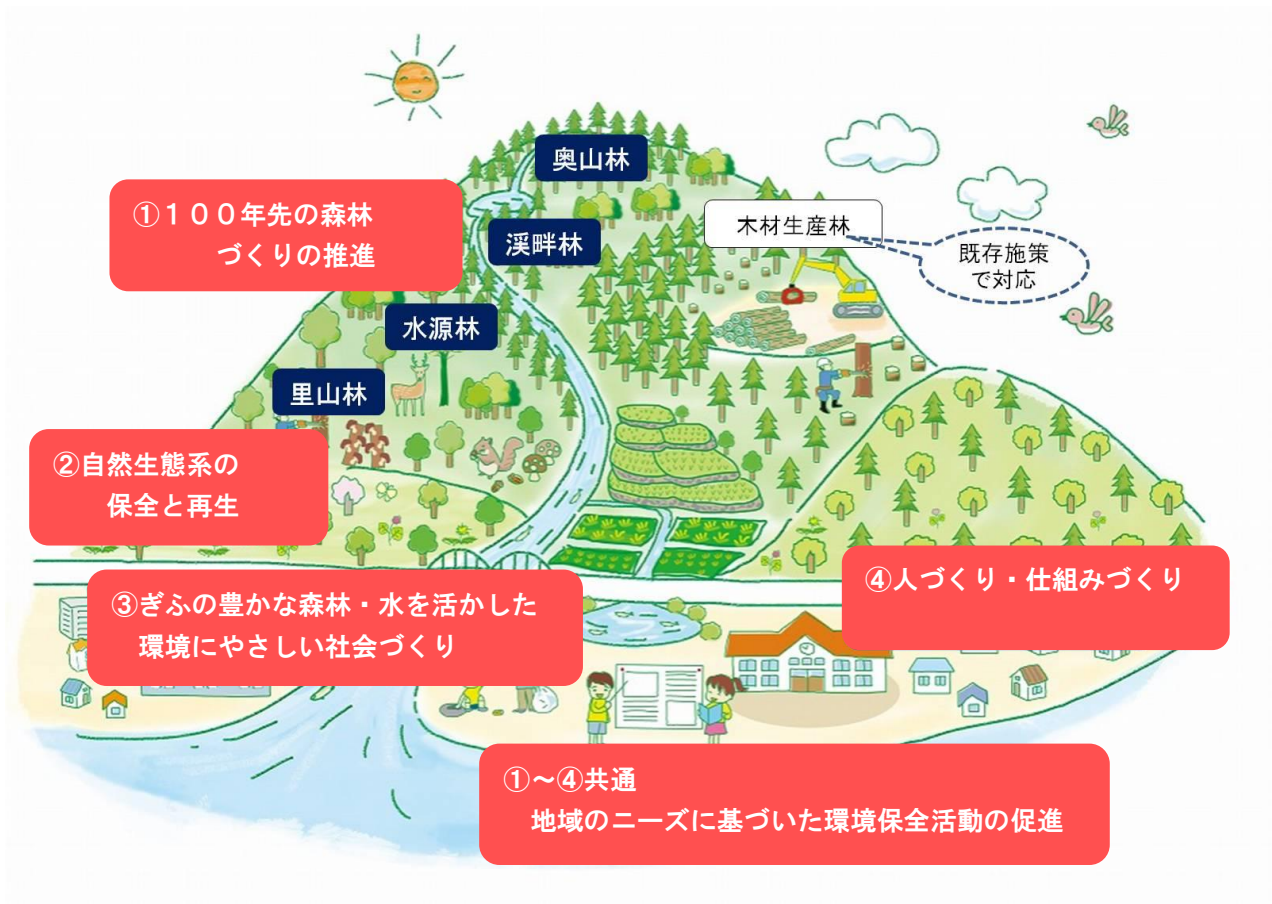 奥山林
①１００年先の森林
づくりの推進
木材生産林
渓畔林
既存施策
で対応
水源林
里山林
②自然生態系の
保全と再生
④人づくり・仕組みづくり
③ぎふの豊かな森林・水を活かした
環境にやさしい社会づくり
①～④共通
地域のニーズに基づいた環境保全活動の促進